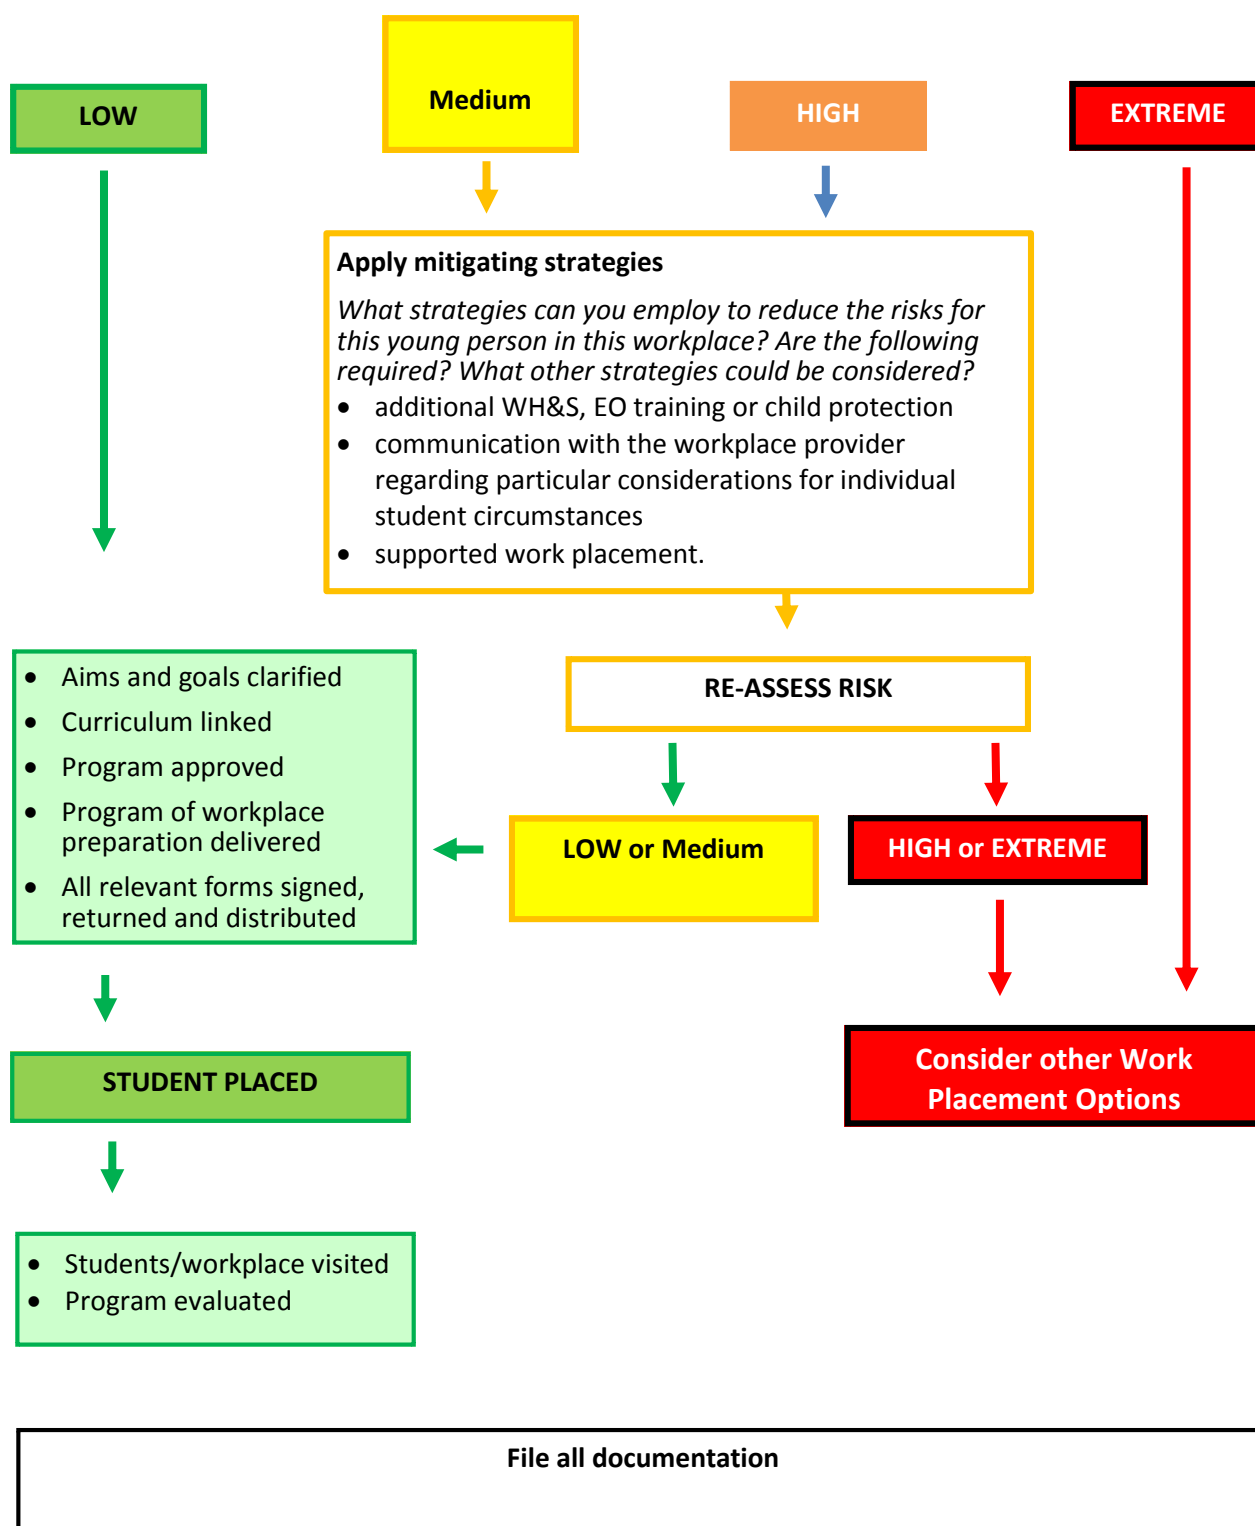 LOW
Medium
HIGH
EXTREME
Apply mitigating strategies
What strategies can you employ to reduce the risks for
this young person in this workplace? Are the following
required? What other strategies could be considered?
• additional WH&S, EO training or child protection
• communication with the workplace provider
regarding particular considerations for individual
student circumstances
• supported work placement.
• Aims and goals clarified
• Curriculum linked
• Program approved
• Program of workplace
preparation delivered
• All relevant forms signed,
returned and distributed
RE-ASSESS RISK
LOW or Medium
HIGH or EXTREME
STUDENT PLACED
Consider other Work
Placement Options
• Students/workplace visited
• Program evaluated
File all documentation